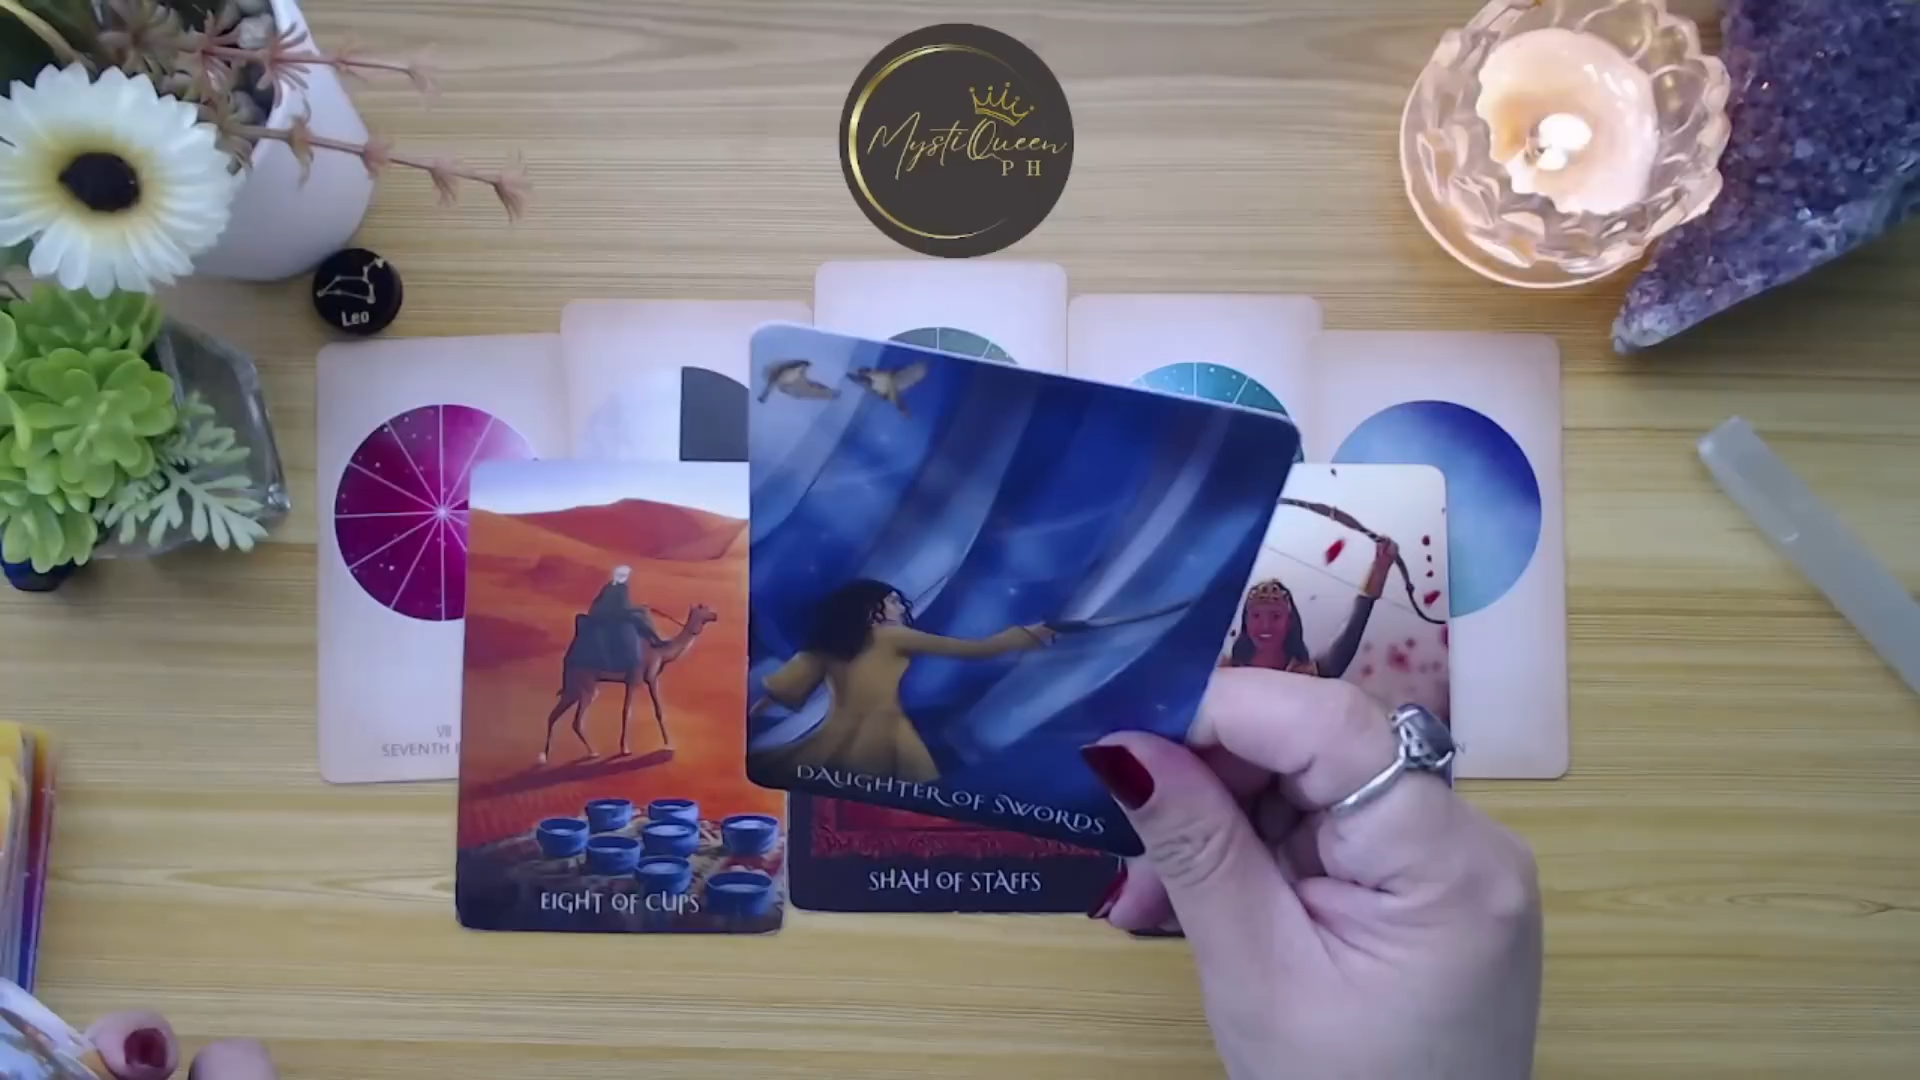 MystiQueen
PH
Leo
VII
SEVENTH
DAUGHTER OF SWORDS
SHAH OF STAFFS
EIGHT OF CUPS